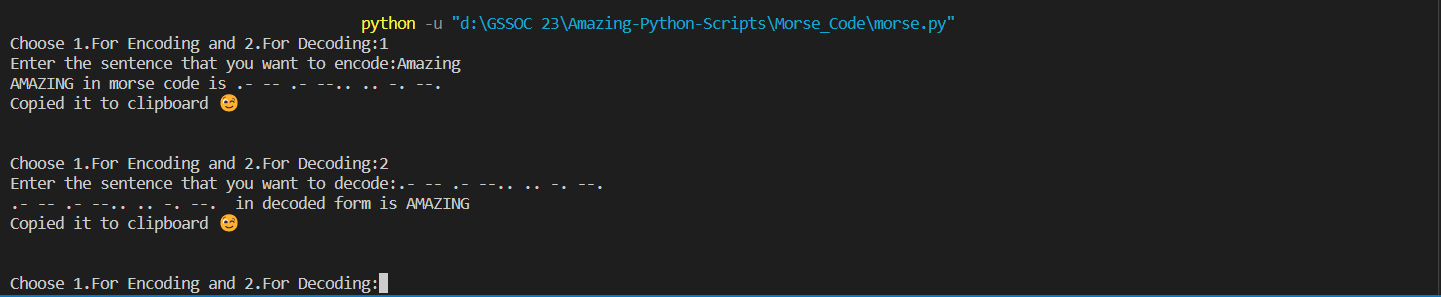 python -u "d:\GSSOC 23\Amazing-Python-Scripts\Morse_Code\morse.py"
Choose 1.For Encoding and 2.For Decoding:1
Enter the sentence that you want to encode:Amazing
AMAZING in morse code is .- -- .- --.. .. -. --.
Copied it to clipboard 😉
Choose 1.For Encoding and 2.For Decoding:2
Enter the sentence that you want to decode:.- -- .- --.. .. -. --.
.- -- .- --.. .. -. --.  in decoded form is AMAZING
Copied it to clipboard 😉
Choose 1.For Encoding and 2.For Decoding: